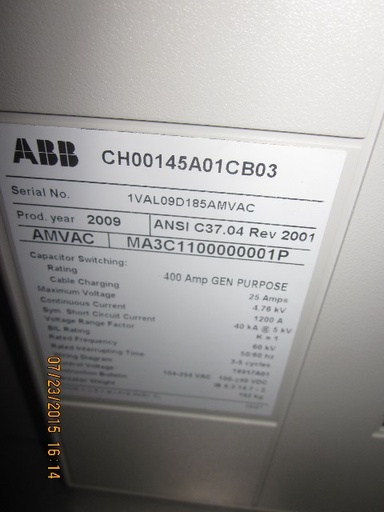 ABB CH00145A01CB03
Serial No. 1VAL09D185AMVAC
Prod. year 2009 ANSI C37.04 Rev 2001
AMVAC MA3C1100000001P
Capacitor Switching:
Rating 400 Amp GEN PURPOSE
Cable Charging 25 Amps
Maximum Voltage 4.76 kV
Continuous Current 1200 A
Sym. Short Circuit Current 40 kA @ 5 kV
Voltage Range Factor K = 1
BIL Rating 60 kV
Rated Frequency 50/60 hz
Rated Interrupting Time 3-5 cycles
Diagram
Voltage
07/23/2015 16:14